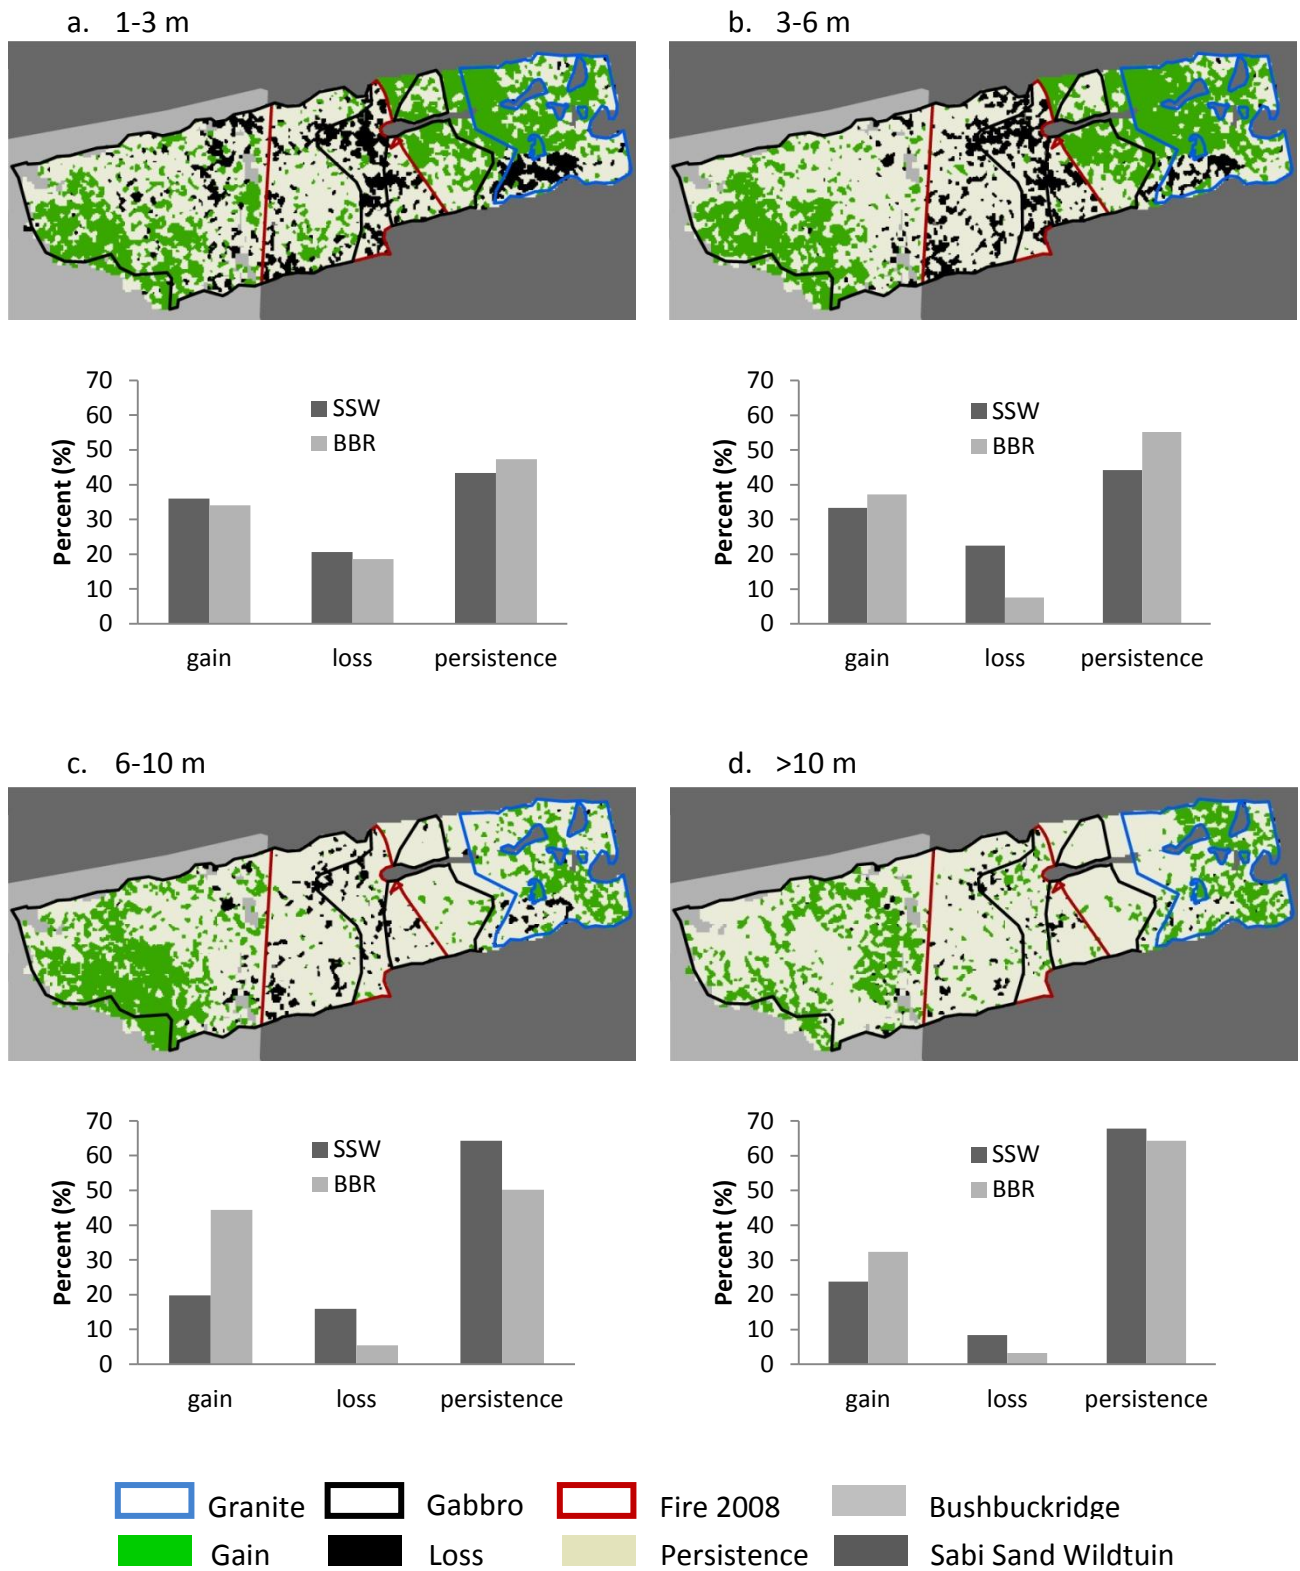 a. 1-3 m
b. 3-6 m
70
60
50
40
30
20
10
0
Percent (%)
SSW
BBR
gain loss persistence
70
60
50
40
30
20
10
0
Percent (%)
SSW
BBR
gain loss persistence
c. 6-10 m
d. >10 m
70
60
50
40
30
20
10
0
Percent (%)
SSW
BBR
gain loss persistence
70
60
50
40
30
20
10
0
Percent (%)
SSW
BBR
gain loss persistence
Granite Gabbro Fire 2008 Bushbuckridge
Gain Loss Persistence Sabi Sand Wildtuin